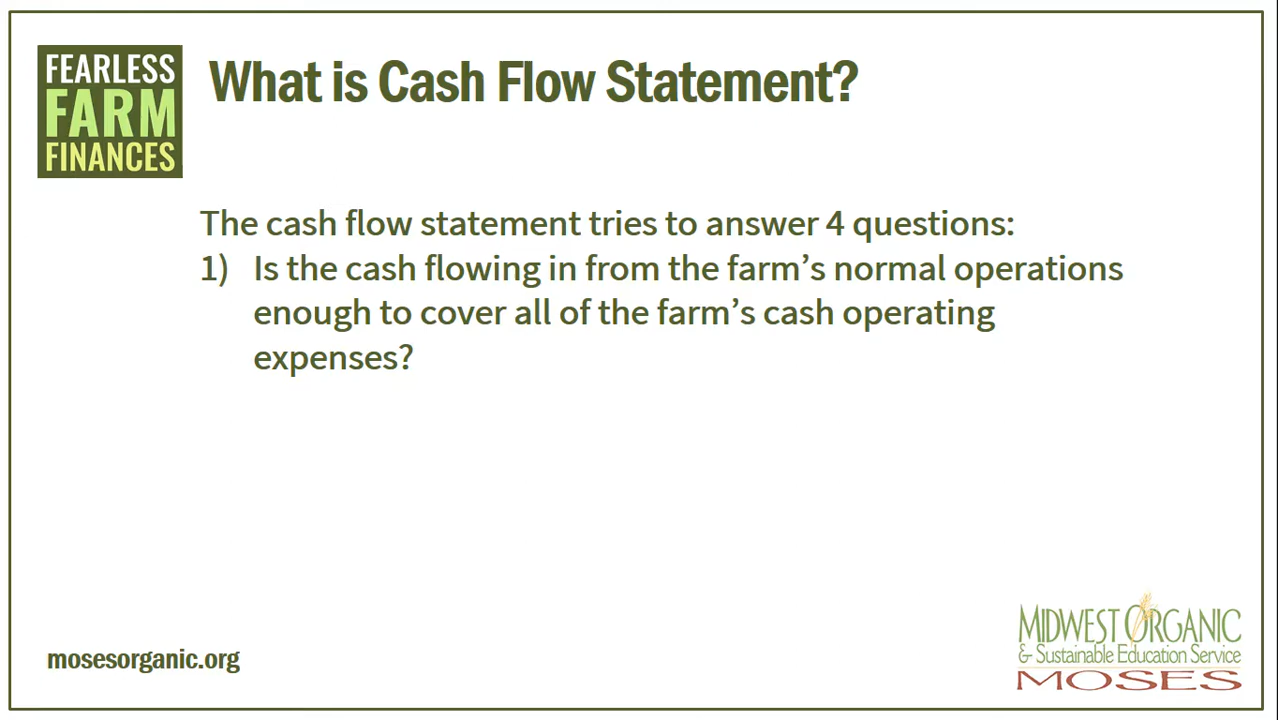 FEARLESS
FARM
FINANCES
What is Cash Flow Statement?
The cash flow statement tries to answer 4 questions:
1) Is the cash flowing in from the farm’s normal operations
enough to cover all of the farm’s cash operating
expenses?
mosesorganic.org
MIDWEST ORGANIC
& Sustainable Education Service
MOSES